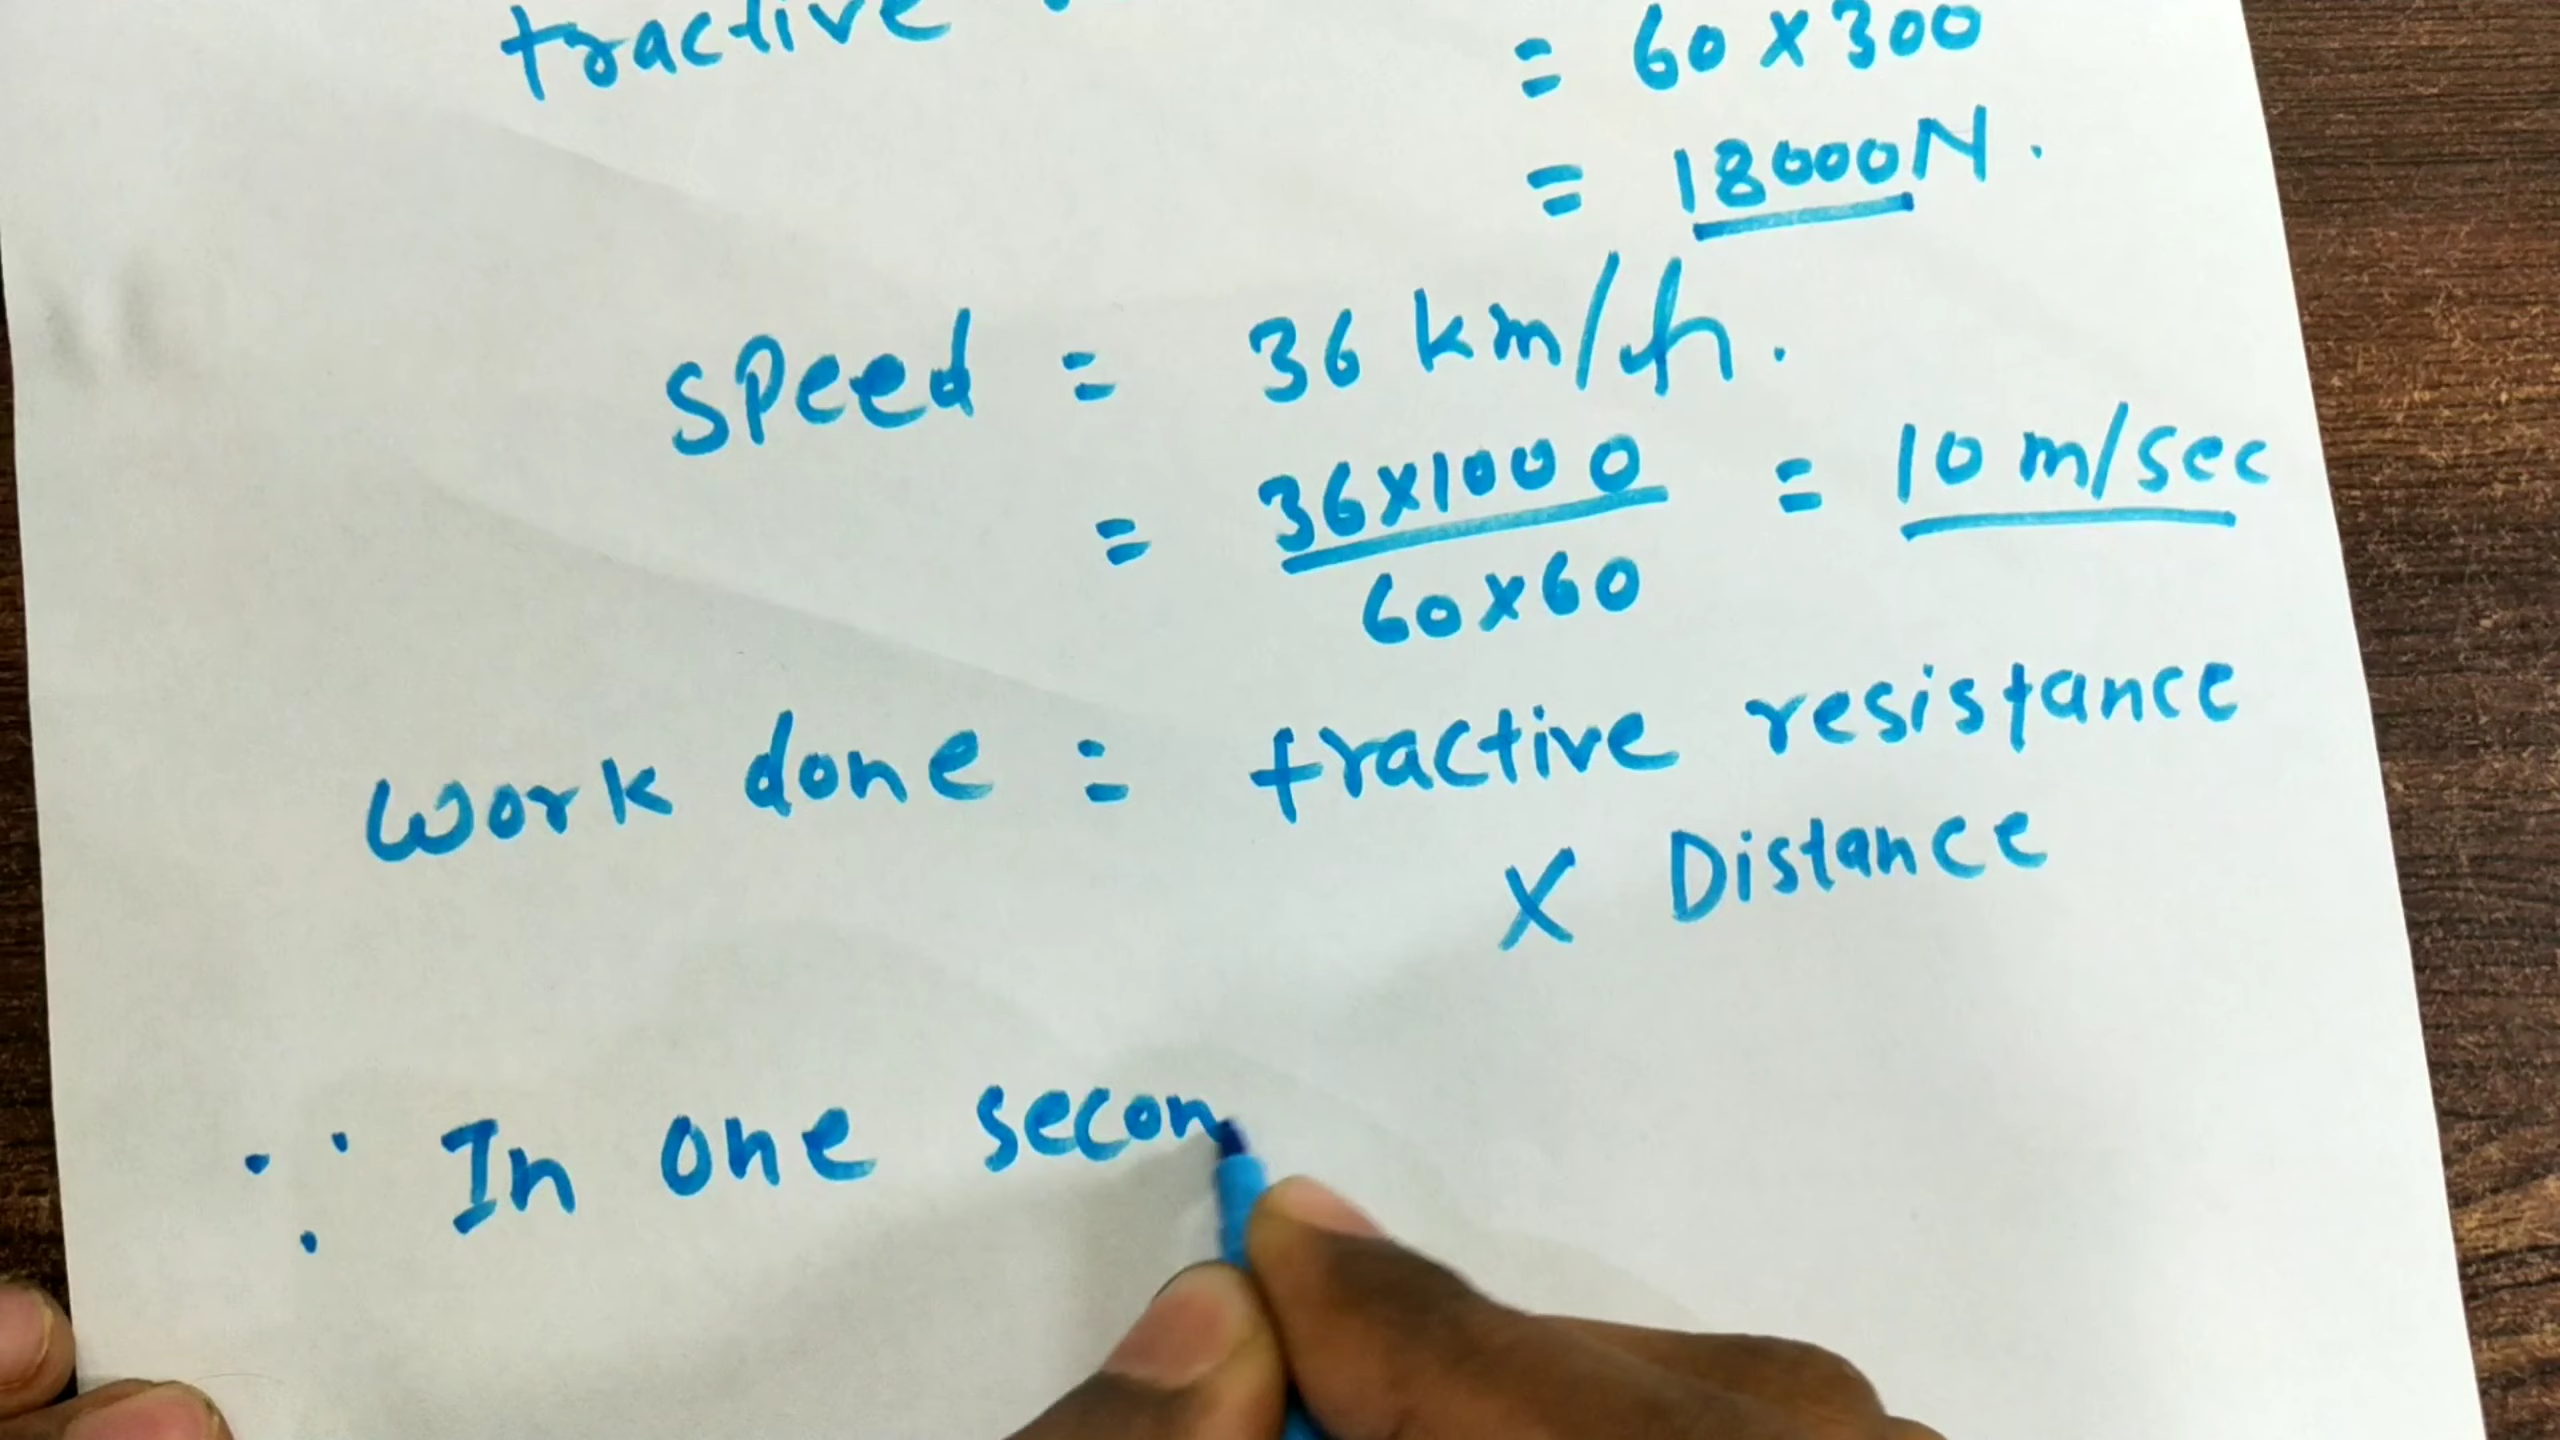 tractive
= 60 x 300
= 18000N.
speed = 36 km/h.
= 36x1000 / 60x60 = 10 m/sec
work done = tractive resistance
x Distance
∵ In one secon